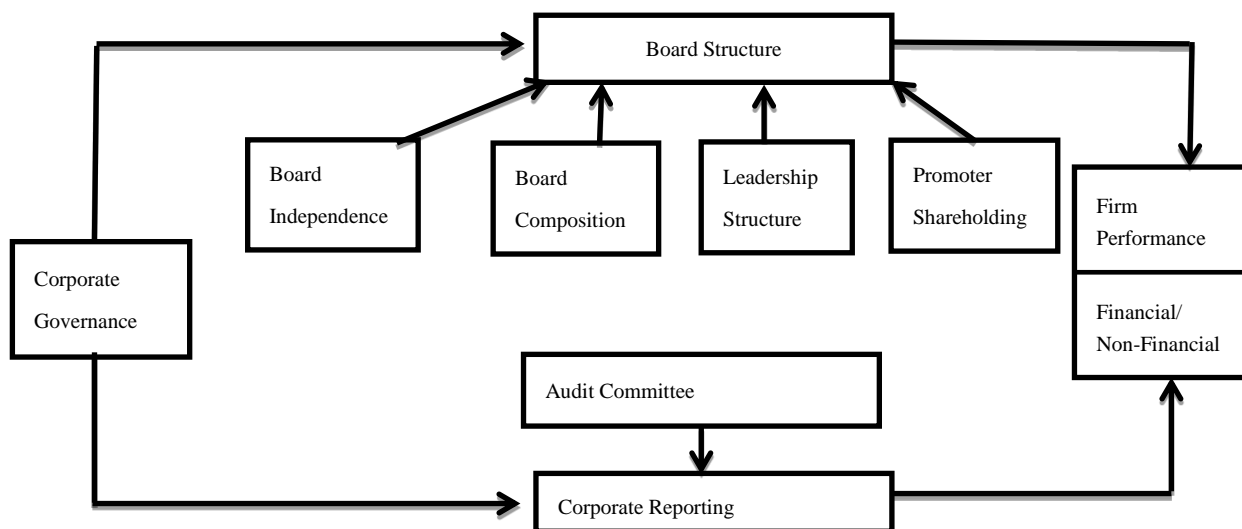 Board Structure
Board
Independence
Board
Composition
Leadership
Structure
Promoter
Shareholding
Firm
Performance
Corporate
Governance
Financial/
Non-Financial
Audit Committee
Corporate Reporting